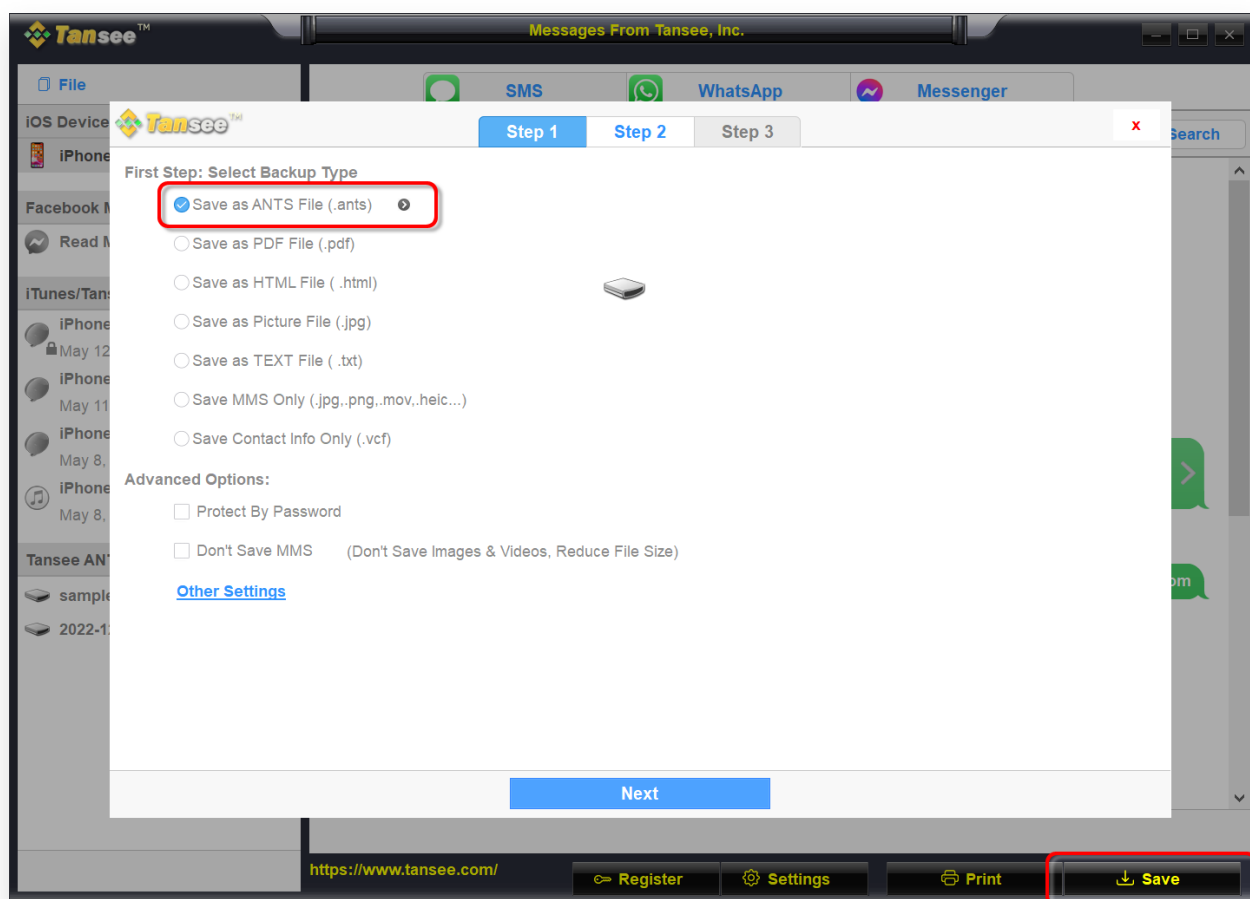 Tansee™
Messages From Tansee, Inc.
File
SMS
WhatsApp
Messenger
iOS Device
iPhone
Search
Tansee™
Step 1
Step 2
Step 3
x
First Step: Select Backup Type
Save as ANTS File (.ants)
Save as PDF File (.pdf)
Save as HTML File ( .html)
Save as Picture File (.jpg)
Save as TEXT File ( .txt)
Save MMS Only (.jpg,.png,.mov,.heic...)
Save Contact Info Only (.vcf)
Advanced Options:
Protect By Password
Don't Save MMS (Don't Save Images & Videos, Reduce File Size)
Other Settings
Next
Facebook
Read
iTunes/Tans
iPhone
May 12
iPhone
May 11
iPhone
May 8,
iPhone
May 8,
Tansee ANT
sample
2022-1
om
https://www.tansee.com/
Register
Settings
Print
Save